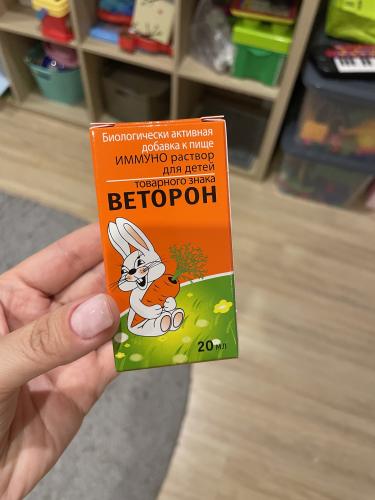 Биологически активная
добавка к пище
ИММУНО раствор
для детей
товарного знака
ВЕТОРОН
20 мл